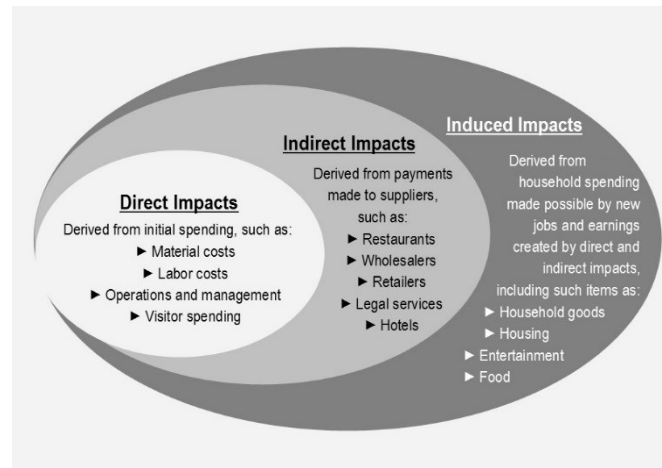 Direct Impacts
Derived from initial spending, such as:
► Material costs
► Labor costs
► Operations and management
► Visitor spending
Indirect Impacts
Derived from payments
made to suppliers,
such as:
► Restaurants
► Wholesalers
► Retailers
► Legal services
► Hotels
Induced Impacts
Derived from
household spending
made possible by new
jobs and earnings
created by direct and
indirect impacts,
including such items as:
► Household goods
► Housing
► Entertainment
► Food